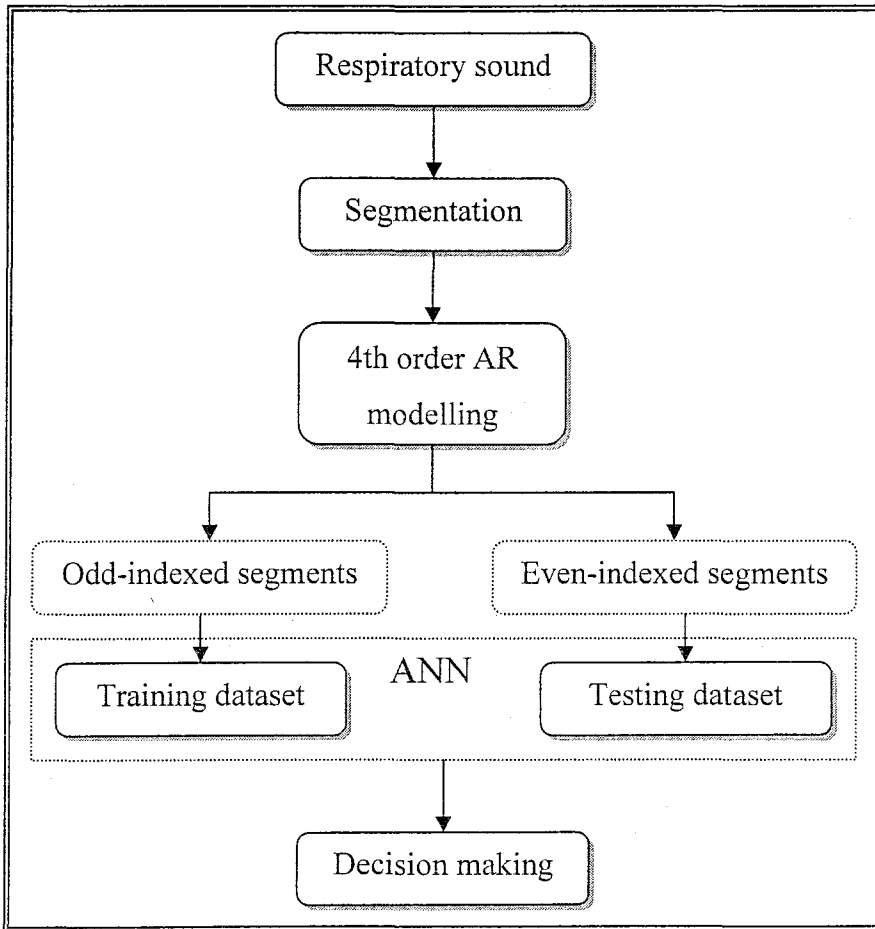 Respiratory sound
Segmentation
4th order AR
modelling
Odd-indexed segments
Even-indexed segments
ANN
Training dataset
Testing dataset
Decision making